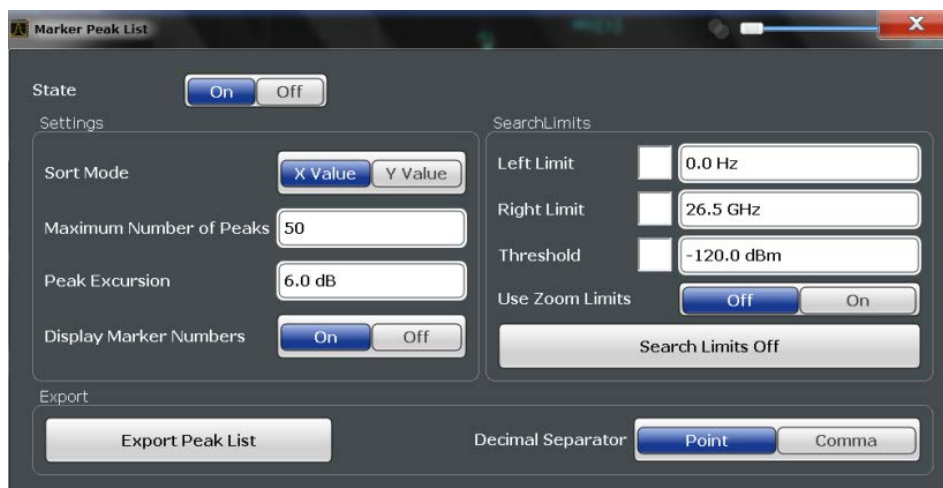 Marker Peak List
X
State On Off
Settings
Sort Mode X Value Y Value
Maximum Number of Peaks 50
Peak Excursion 6.0 dB
Display Marker Numbers On Off
SearchLimits
Left Limit 0.0 Hz
Right Limit 26.5 GHz
Threshold -120.0 dBm
Use Zoom Limits Off On
Search Limits Off
Export
Export Peak List
Decimal Separator Point Comma